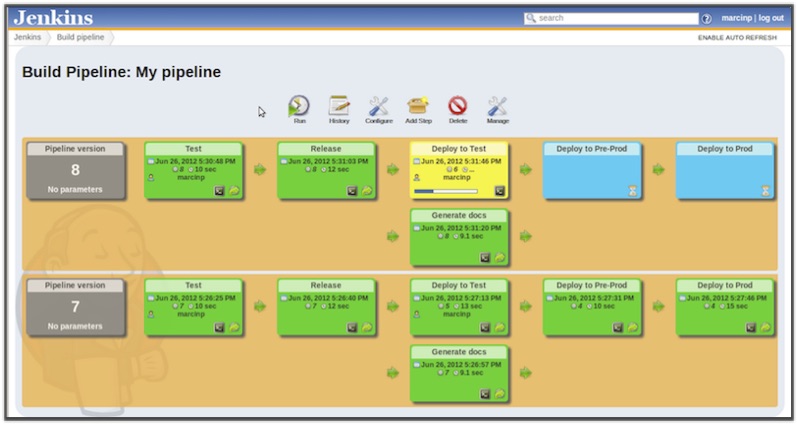 Jenkins
search
marcinp | log out
Jenkins
Build pipeline
ENABLE AUTO REFRESH
Build Pipeline: My pipeline
Run
History
Configure
Add Step
Delete
Manage
Pipeline version
8
No parameters
Test
Jun 26, 2012 5:30:48 PM
8 10 sec
marcinp
Release
Jun 26, 2012 5:31:03 PM
8 12 sec
Deploy to Test
Jun 26, 2012 5:31:46 PM
6 ...
marcinp
Deploy to Pre-Prod
Deploy to Prod
Generate docs
Jun 26, 2012 5:31:20 PM
8 9.1 sec
Pipeline version
7
No parameters
Test
Jun 26, 2012 5:26:25 PM
7 10 sec
marcinp
Release
Jun 26, 2012 5:26:40 PM
7 12 sec
Deploy to Test
Jun 26, 2012 5:27:13 PM
5 13 sec
marcinp
Deploy to Pre-Prod
Jun 26, 2012 5:27:31 PM
4 10 sec
Deploy to Prod
Jun 26, 2012 5:27:46 PM
4 15 sec
Generate docs
Jun 26, 2012 5:26:57 PM
7 9.1 sec